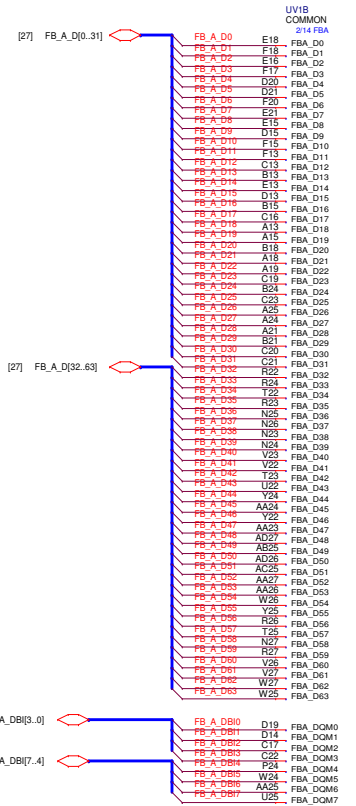 UV1B
COMMON
2/14 FBA
[27] FB_A_D[0..31]
FB_A_D0 E18 FBA_D0
FB_A_D1 F18 FBA_D1
FB_A_D2 E16 FBA_D2
FB_A_D3 F17 FBA_D3
FB_A_D4 D20 FBA_D4
FB_A_D5 D21 FBA_D5
FB_A_D6 F20 FBA_D6
FB_A_D7 E21 FBA_D7
FB_A_D8 E15 FBA_D8
FB_A_D9 D15 FBA_D9
FB_A_D10 F15 FBA_D10
FB_A_D11 F13 FBA_D11
FB_A_D12 C13 FBA_D12
FB_A_D13 B13 FBA_D13
FB_A_D14 E13 FBA_D14
FB_A_D15 D13 FBA_D15
FB_A_D16 B15 FBA_D16
FB_A_D17 C16 FBA_D17
FB_A_D18 A13 FBA_D18
FB_A_D19 A15 FBA_D19
FB_A_D20 B18 FBA_D20
FB_A_D21 A18 FBA_D21
FB_A_D22 A19 FBA_D22
FB_A_D23 C19 FBA_D23
FB_A_D24 B24 FBA_D24
FB_A_D25 C23 FBA_D25
FB_A_D26 A25 FBA_D26
FB_A_D27 A24 FBA_D27
FB_A_D28 A21 FBA_D28
FB_A_D29 B21 FBA_D29
FB_A_D30 C20 FBA_D30
FB_A_D31 C21 FBA_D31
[27] FB_A_D[32..63]
FB_A_D32 R22 FBA_D32
FB_A_D33 R24 FBA_D33
FB_A_D34 T22 FBA_D34
FB_A_D35 R23 FBA_D35
FB_A_D36 N25 FBA_D36
FB_A_D37 N26 FBA_D37
FB_A_D38 N23 FBA_D38
FB_A_D39 N24 FBA_D39
FB_A_D40 V23 FBA_D40
FB_A_D41 V22 FBA_D41
FB_A_D42 T23 FBA_D42
FB_A_D43 U22 FBA_D43
FB_A_D44 Y24 FBA_D44
FB_A_D45 AA24 FBA_D45
FB_A_D46 Y22 FBA_D46
FB_A_D47 AA23 FBA_D47
FB_A_D48 AD27 FBA_D48
FB_A_D49 AB25 FBA_D49
FB_A_D50 AD26 FBA_D50
FB_A_D51 AC25 FBA_D51
FB_A_D52 AA27 FBA_D52
FB_A_D53 AA26 FBA_D53
FB_A_D54 W26 FBA_D54
FB_A_D55 Y25 FBA_D55
FB_A_D56 R26 FBA_D56
FB_A_D57 T25 FBA_D57
FB_A_D58 N27 FBA_D58
FB_A_D59 R27 FBA_D59
FB_A_D60 V26 FBA_D60
FB_A_D61 V27 FBA_D61
FB_A_D62 W27 FBA_D62
FB_A_D63 W25 FBA_D63
A_DBI[3..0]
FB_A_DBI0 D19 FBA_DQM0
FB_A_DBI1 D14 FBA_DQM1
FB_A_DBI2 C17 FBA_DQM2
FB_A_DBI3 C22 FBA_DQM3
A_DBI[7..4]
FB_A_DBI4 P24 FBA_DQM4
FB_A_DBI5 W24 FBA_DQM5
FB_A_DBI6 AA25 FBA_DQM6
FB_A_DBI7 U25 FBA_DQM7